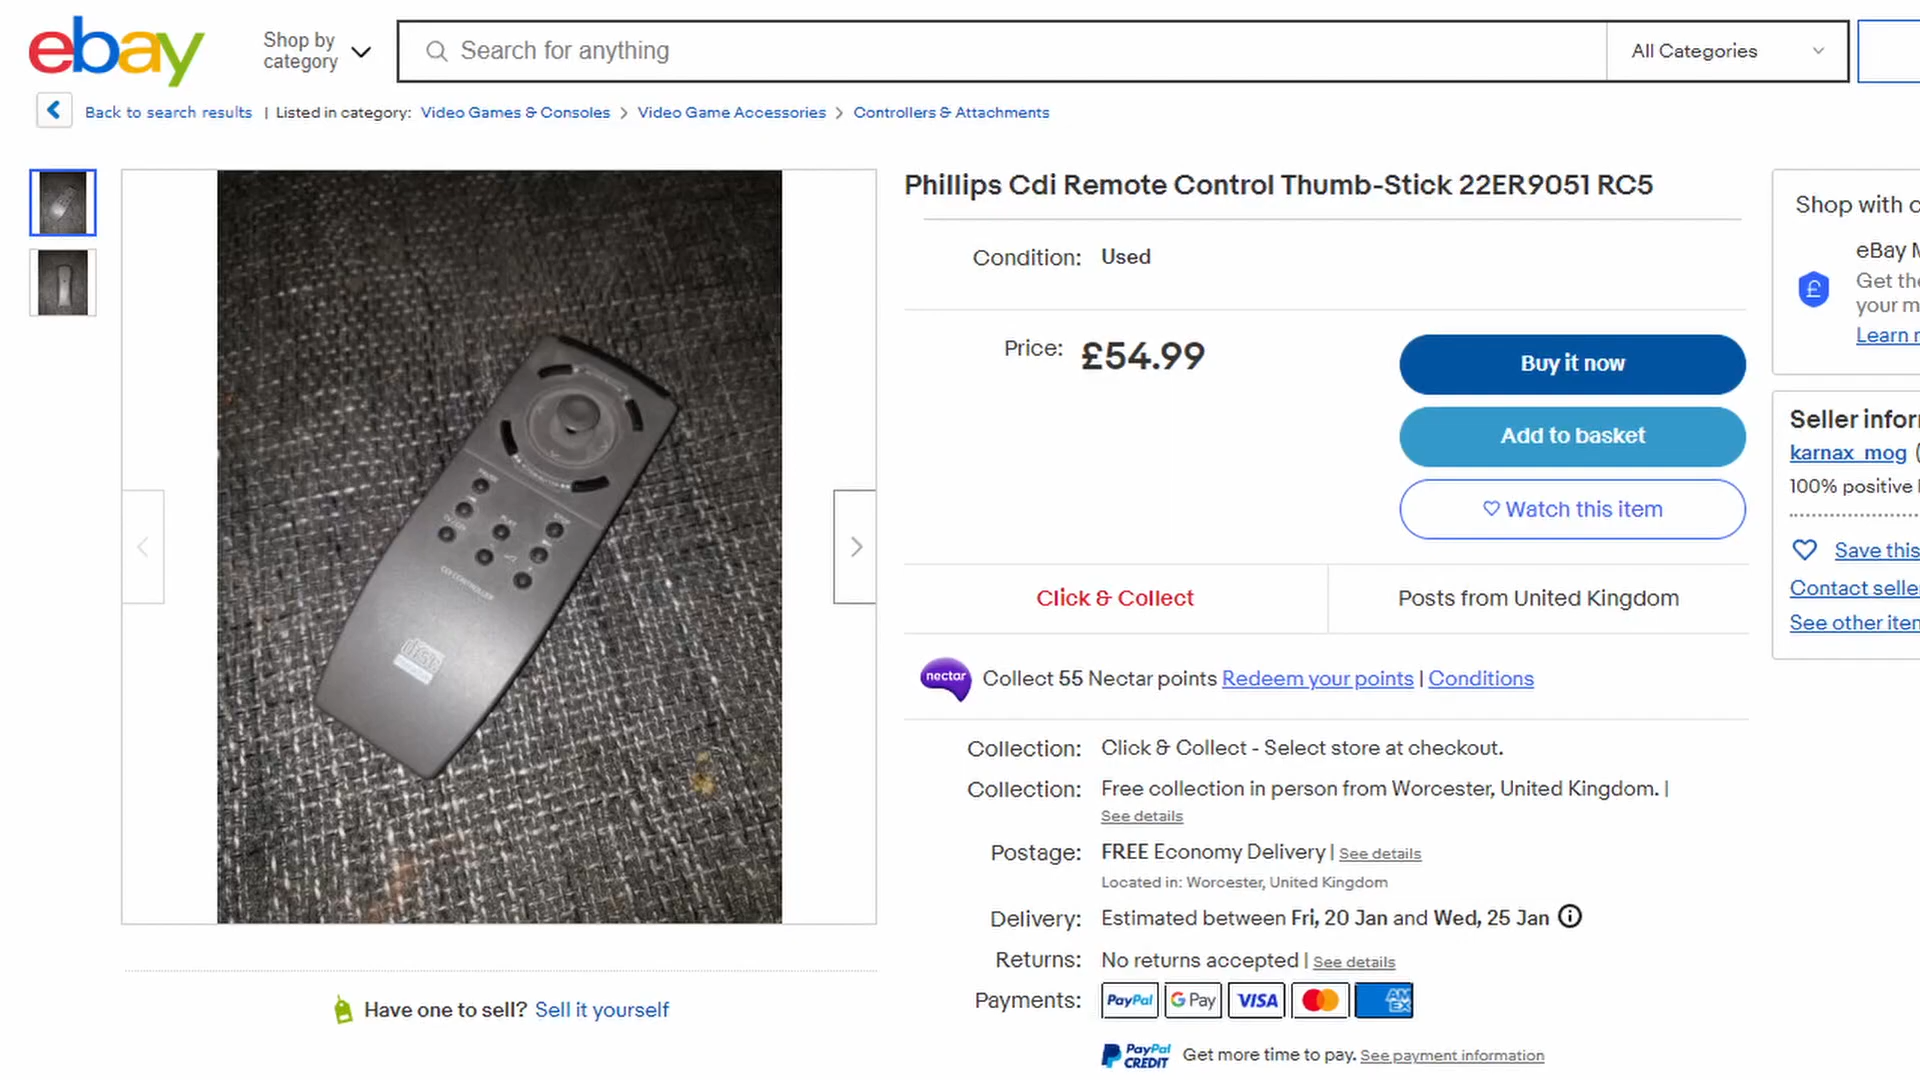 ebay
Shop by
category
Search for anything
All Categories
Back to search results | Listed in category: Video Games & Consoles > Video Game Accessories > Controllers & Attachments
Phillips Cdi Remote Control Thumb-Stick 22ER9051 RC5
Condition: Used
Price: £54.99
Buy it now
Add to basket
Watch this item
Click & Collect
Posts from United Kingdom
nectar
Collect 55 Nectar points Redeem your points | Conditions
Collection: Click & Collect - Select store at checkout.
Collection: Free collection in person from Worcester, United Kingdom. |
See details
Postage: FREE Economy Delivery | See details
Located in: Worcester, United Kingdom
Delivery: Estimated between Fri, 20 Jan and Wed, 25 Jan
Returns: No returns accepted | See details
Payments: PayPal G Pay VISA AM EX
PayPal CREDIT Get more time to pay. See payment information
CDI CONTROLLER
disc
Have one to sell? Sell it yourself
Shop with
eBay
Get the
your
Learn
Seller
karnax_mog
100% positive
Save this
Contact
See other